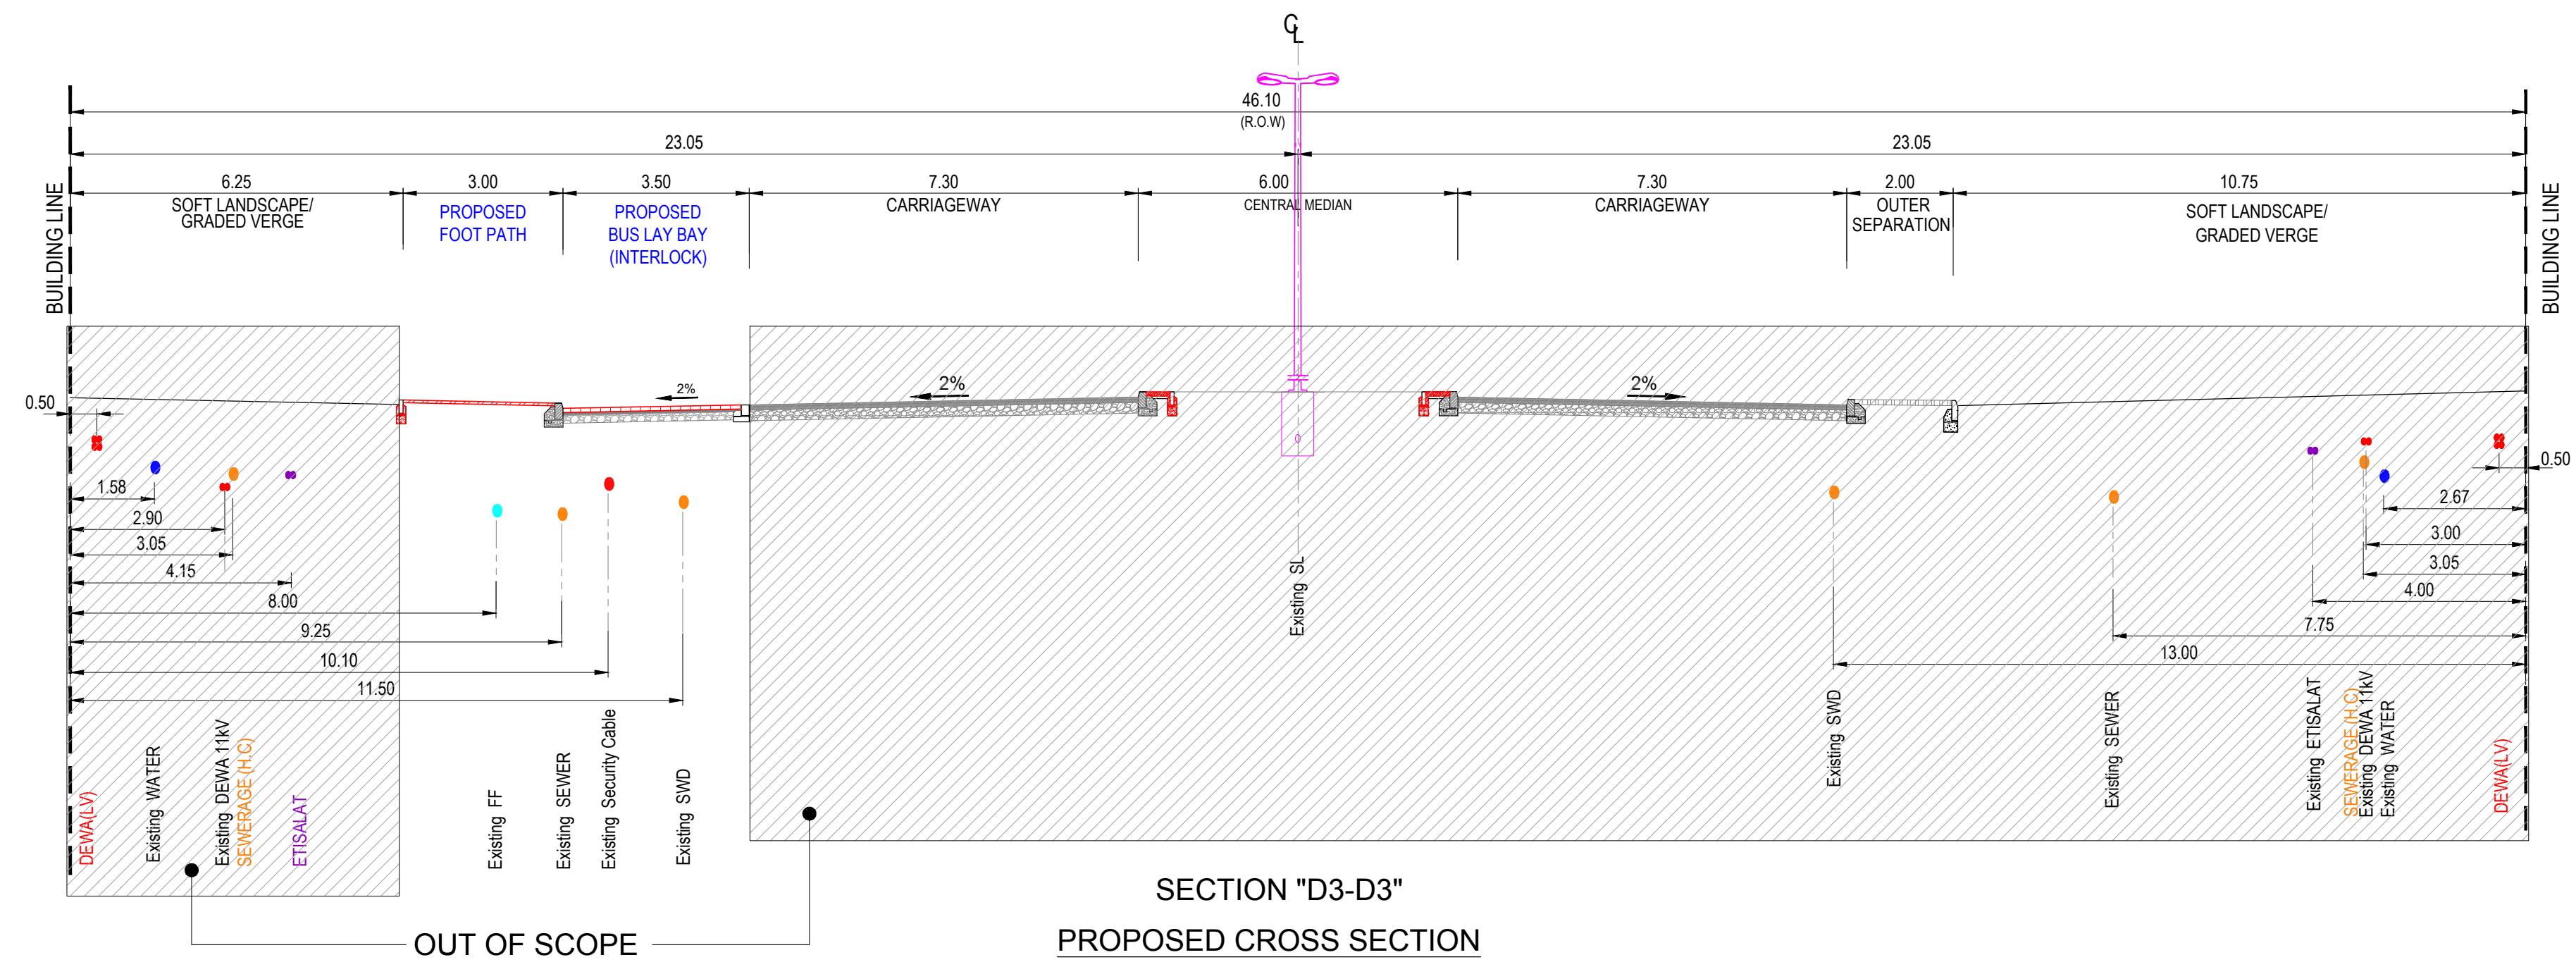 CL
46.10
(R.O.W)
23.05
23.05
6.25
3.00
3.50
7.30
6.00
7.30
2.00
10.75
SOFT LANDSCAPE/
GRADED VERGE
PROPOSED
FOOT PATH
PROPOSED
BUS LAY BAY
(INTERLOCK)
CARRIAGEWAY
CENTRAL MEDIAN
CARRIAGEWAY
OUTER
SEPARATION
SOFT LANDSCAPE/
GRADED VERGE
BUILDING LINE
BUILDING LINE
2%
2%
2%
0.50
1.58
2.90
3.05
4.15
8.00
9.25
10.10
11.50
0.50
2.67
3.00
3.05
4.00
7.75
13.00
DEWA(LV)
Existing WATER
Existing DEWA 11kV
SEWERAGE (H.C)
ETISALAT
Existing FF
Existing SEWER
Existing Security Cable
Existing SWD
Existing SL
Existing SWD
Existing SEWER
Existing ETISALAT
SEWERAGE (H.C)
Existing DEWA 11kV
Existing WATER
DEWA(LV)
OUT OF SCOPE
SECTION "D3-D3"
PROPOSED CROSS SECTION